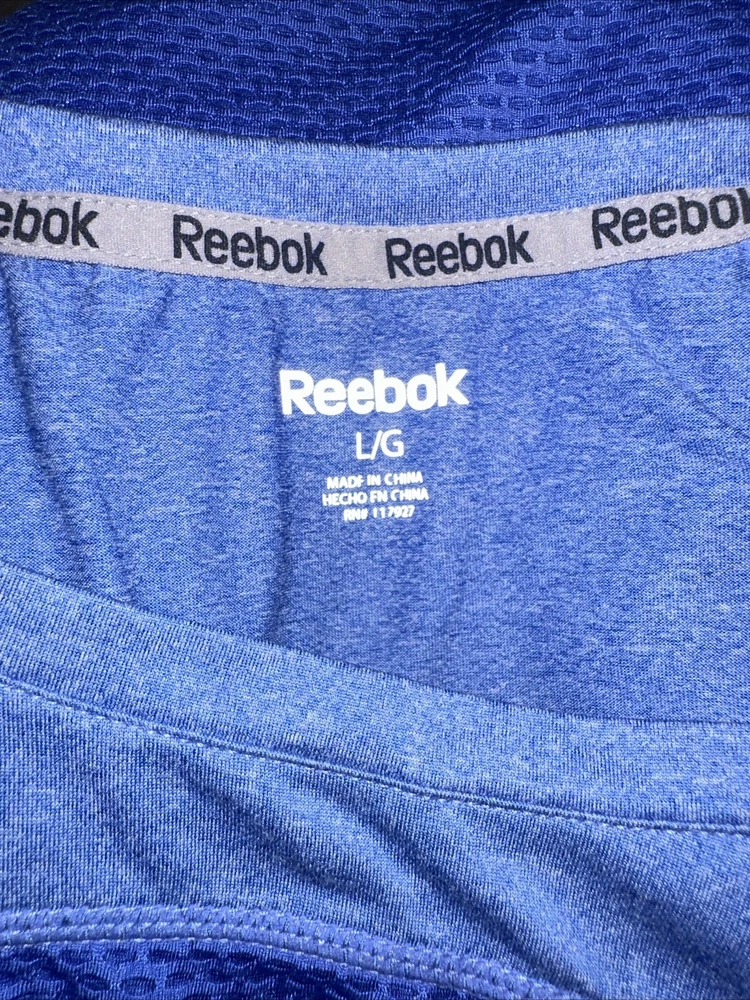 ebok Reebok Reebok Reebok
Reebok
L/G
MADE IN CHINA
HECHO EN CHINA
RN# 117927